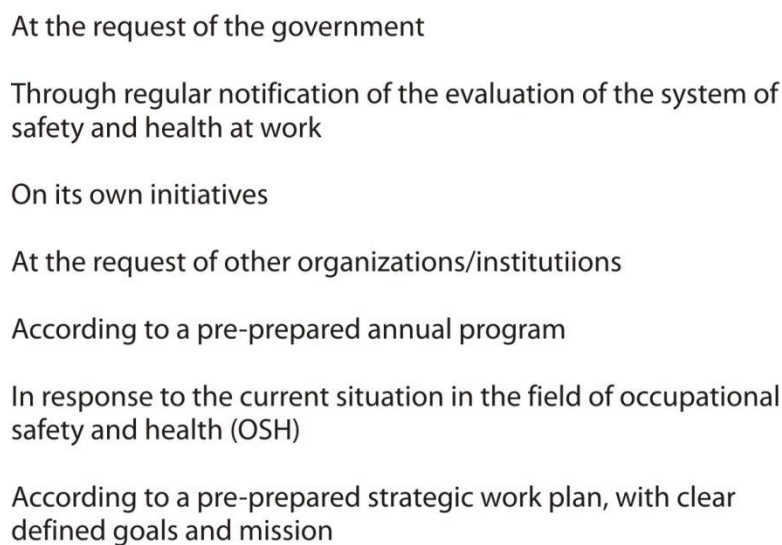 At the request of the government
Through regular notification of the evaluation of the system of
safety and health at work
On its own initiatives
At the request of other organizations/institutiions
According to a pre-prepared annual program
In response to the current situation in the field of occupational
safety and health (OSH)
According to a pre-prepared strategic work plan, with clear
defined goals and mission